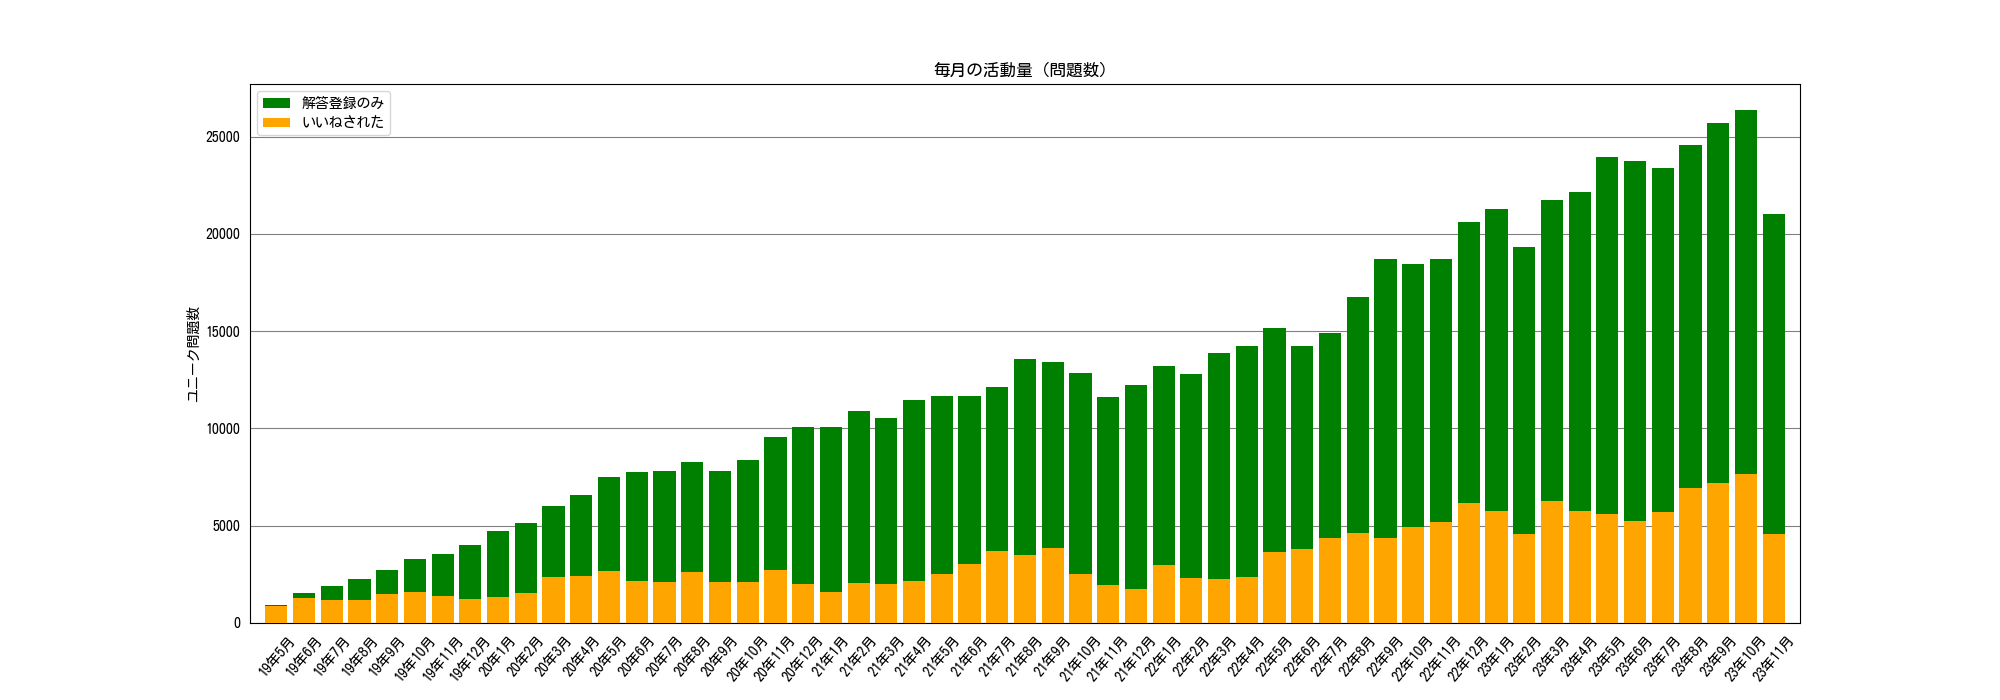 毎月の活動量（問題数）
解答登録のみ
いいねされた
ユニーク問題数
25000
20000
15000
10000
5000
0
19年5月
19年6月
19年7月
19年8月
19年9月
19年10月
19年11月
19年12月
20年1月
20年2月
20年3月
20年4月
20年5月
20年6月
20年7月
20年8月
20年9月
20年10月
20年11月
20年12月
21年1月
21年2月
21年3月
21年4月
21年5月
21年6月
21年7月
21年8月
21年9月
21年10月
21年11月
21年12月
22年1月
22年2月
22年3月
22年4月
22年5月
22年6月
22年7月
22年8月
22年9月
22年10月
22年11月
22年12月
23年1月
23年2月
23年3月
23年4月
23年5月
23年6月
23年7月
23年8月
23年9月
23年10月
23年11月